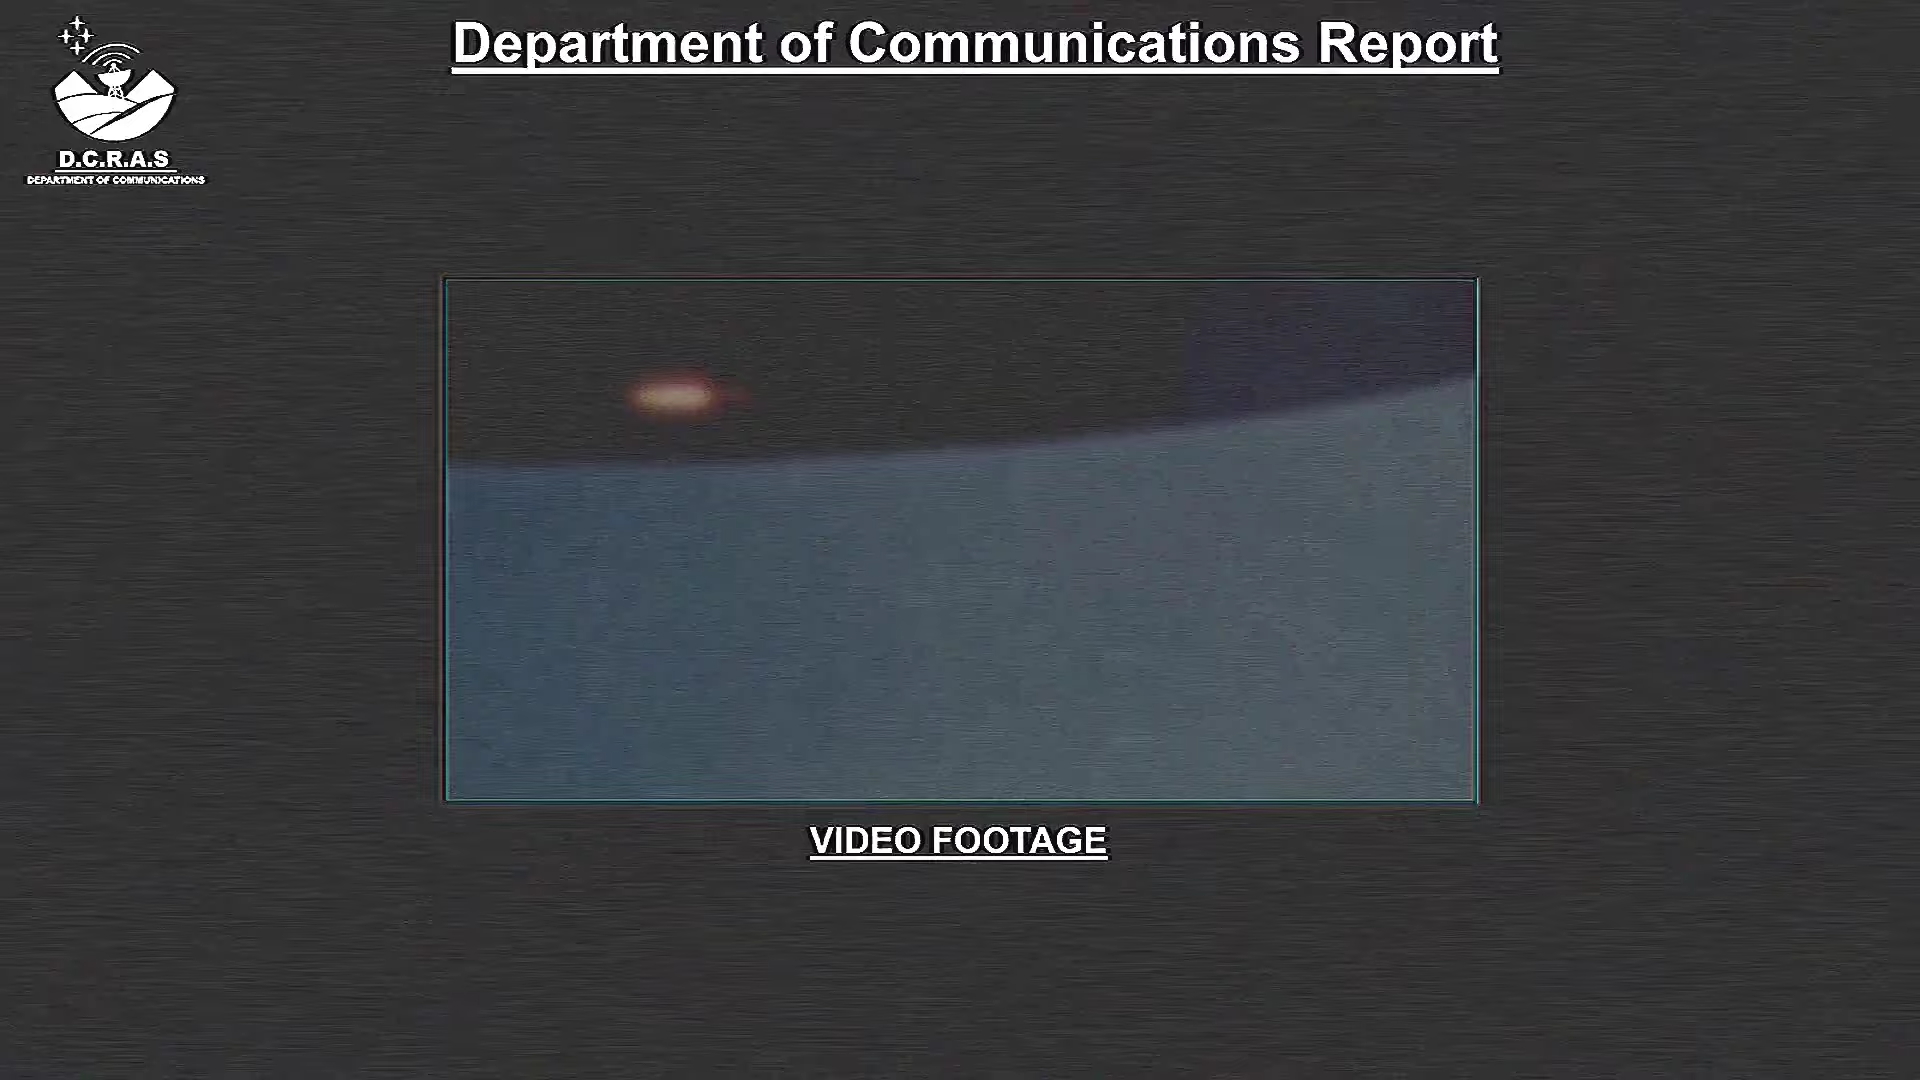 Department of Communications Report
D.C.R.A.S
DEPARTMENT OF COMMUNICATIONS
VIDEO FOOTAGE